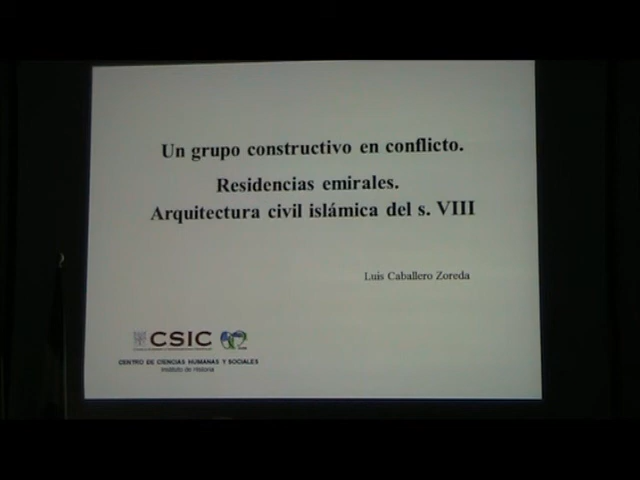 Un grupo constructivo en conflicto.
Residencias emirales.
Arquitectura civil islámica del s. VIII
Luis Caballero Zoreda
CSIC
CENTRO DE CIENCIAS HUMANAS Y SOCIALES
Instituto de Historia